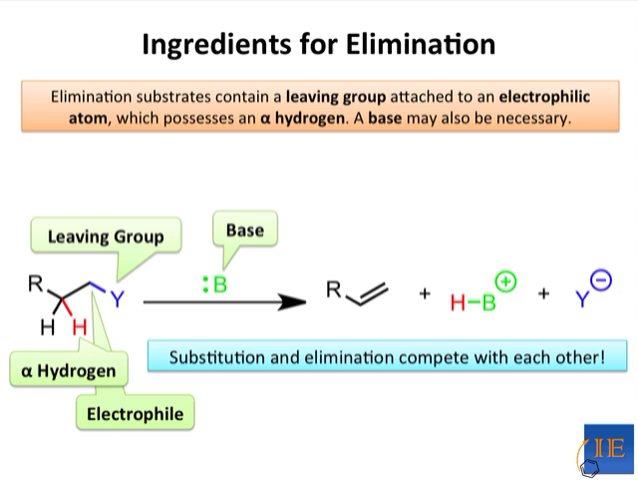 Ingredients for Elimination
Elimination substrates contain a leaving group attached to an electrophilic
atom, which possesses an α hydrogen. A base may also be necessary.
Leaving Group
Base
R
Y
H H
:B
R
+
H–B
⊕
+
Y
⊖
α Hydrogen
Electrophile
Substitution and elimination compete with each other!
IE